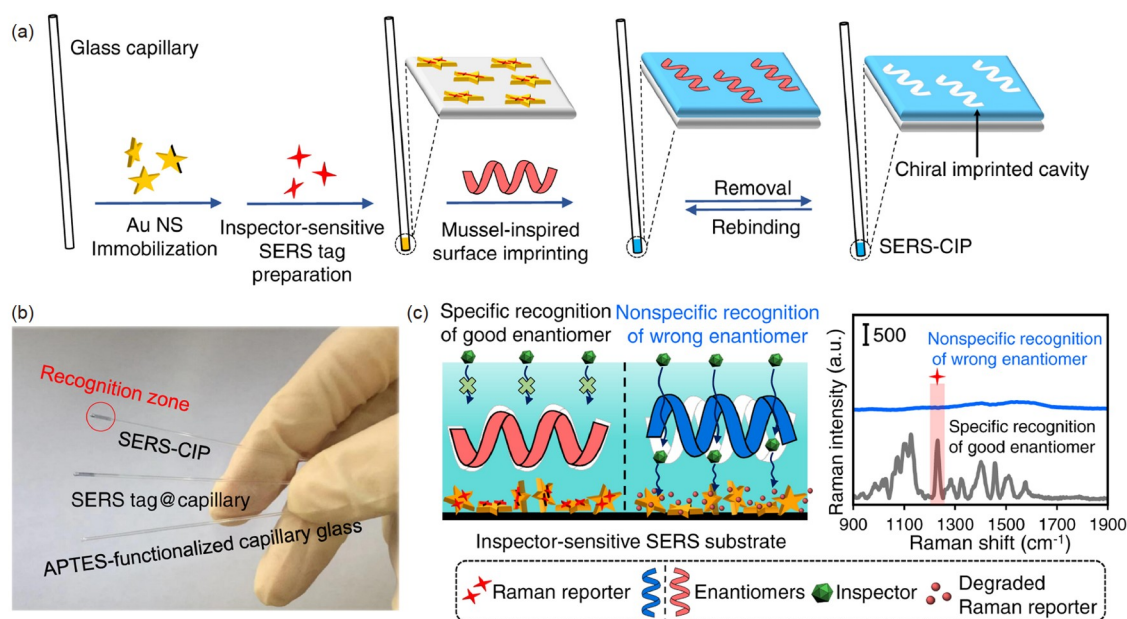 (a)
Glass capillary
Au NS
Immobilization
Inspector-sensitive
SERS tag
preparation
Mussel-inspired
surface imprinting
Removal
Rebinding
Chiral imprinted cavity
SERS-CIP
(b)
Recognition zone
SERS-CIP
SERS tag@capillary
APTES-functionalized capillary glass
(c)
Specific recognition
of good enantiomer
Nonspecific recognition
of wrong enantiomer
Inspector-sensitive SERS substrate
500
Nonspecific recognition
of wrong enantiomer
Specific recognition
of good enantiomer
Raman intensity (a.u.)
900 1100 1300 1500 1700 1900
Raman shift (cm⁻¹)
Raman reporter
Enantiomers
Inspector
Degraded
Raman reporter